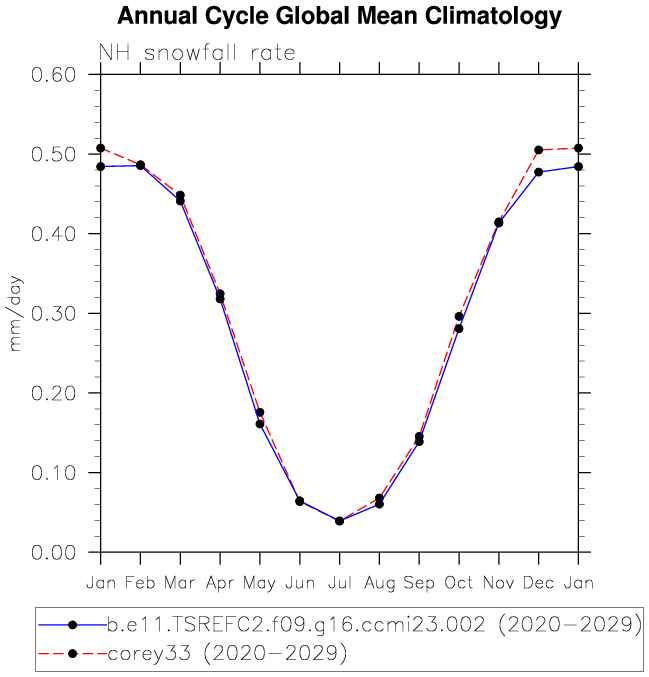 Annual Cycle Global Mean Climatology
NH snowfall rate
0.60
0.50
0.40
0.30
0.20
0.10
0.00
mm/day
Jan Feb Mar Apr May Jun Jul Aug Sep Oct Nov Dec Jan
b.e11.TSREFC2.f09.g16.ccmi23.002 (2020-2029)
corey33 (2020-2029)